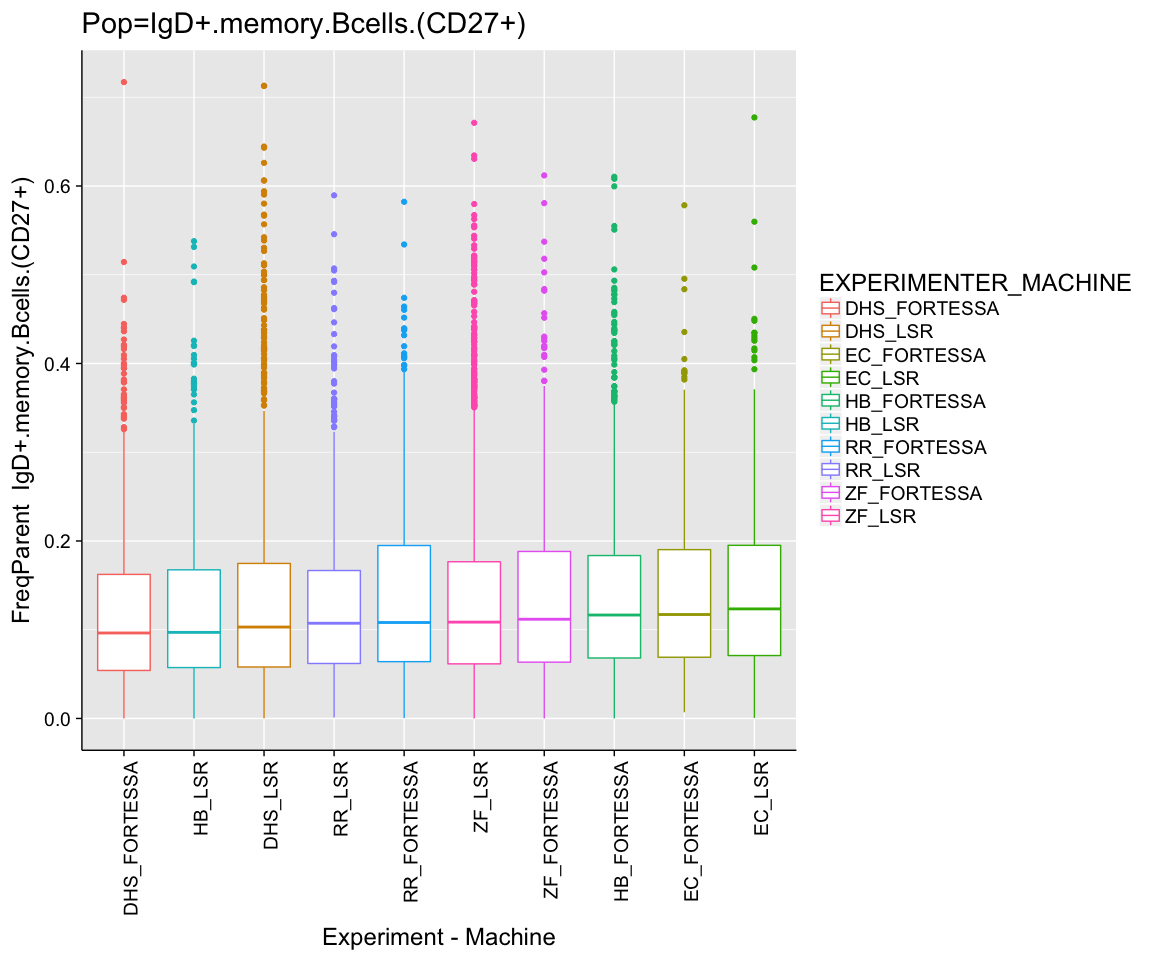 Pop=IgD+.memory.Bcells.(CD27+)
FreqParent  IgD+.memory.Bcells.(CD27+)
0.6
0.4
0.2
0.0
DHS_FORTESSA
HB_LSR
DHS_LSR
RR_LSR
RR_FORTESSA
ZF_LSR
ZF_FORTESSA
HB_FORTESSA
EC_FORTESSA
EC_LSR
Experiment - Machine
EXPERIMENTER_MACHINE
DHS_FORTESSA
DHS_LSR
EC_FORTESSA
EC_LSR
HB_FORTESSA
HB_LSR
RR_FORTESSA
RR_LSR
ZF_FORTESSA
ZF_LSR